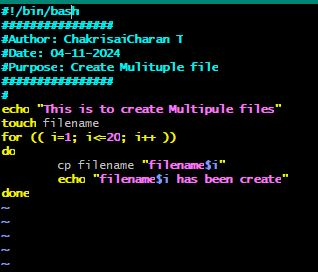 #!/bin/bash
################
#Author: ChakrisaiCharan T
#Date: 04-11-2024
#Purpose: Create Mulituple file
################
#
echo "This is to create Multipule files"
touch filename
for (( i=1; i<=20; i++ ))
do
cp filename "filename$i"
echo "filename$i has been create"
done
~
~
~
~
~